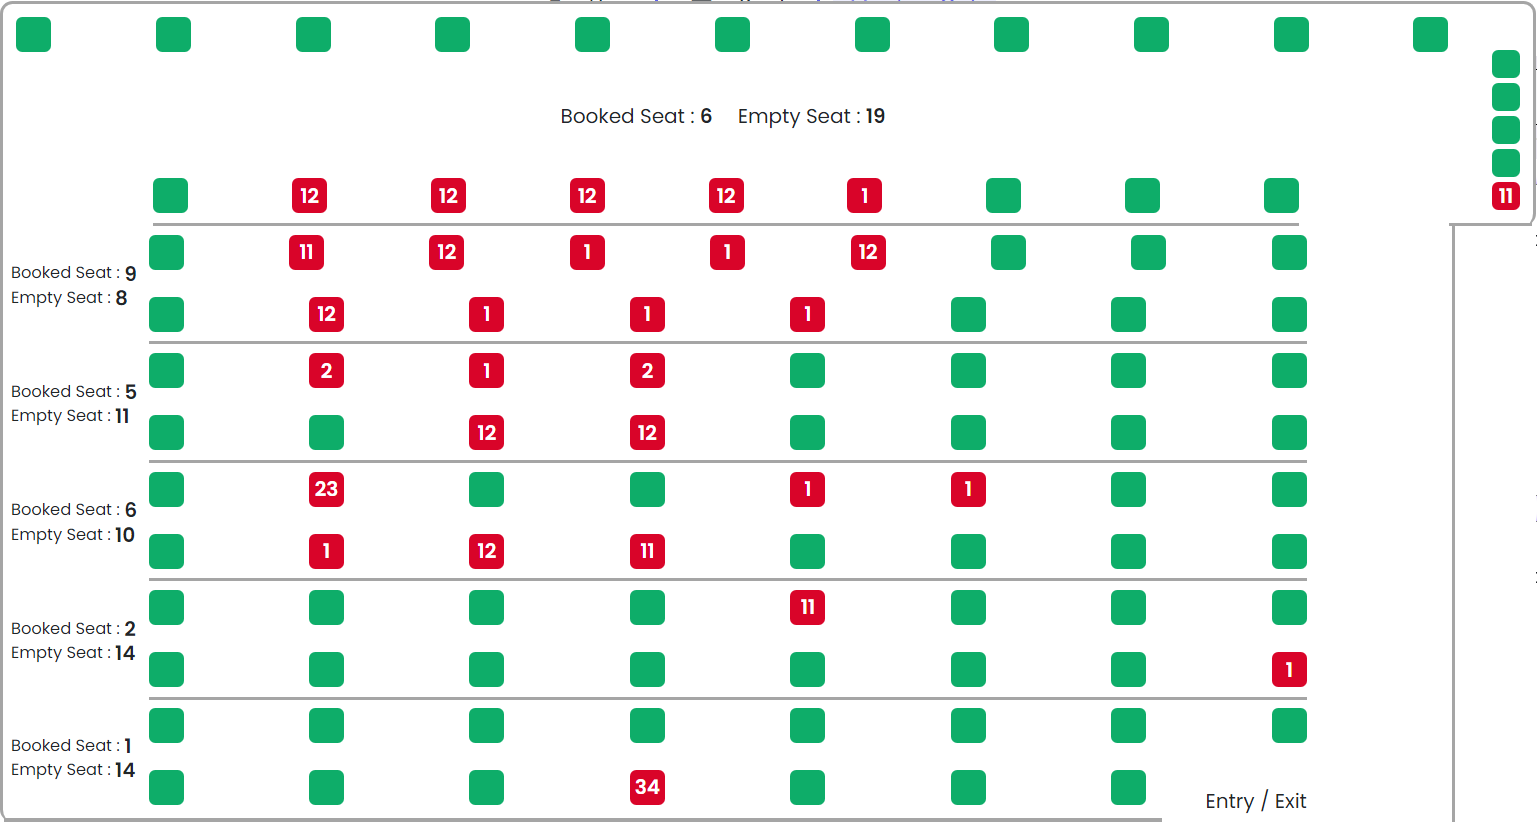 Booked Seat : 6 Empty Seat : 19
12 12 12 12 1 11
11 12 1 1 12
Booked Seat : 9
Empty Seat : 8
12 1 1 1
2 1 2
Booked Seat : 5
Empty Seat : 11
12 12
23 1 1
Booked Seat : 6
Empty Seat : 10
1 12 11
11
Booked Seat : 2
Empty Seat : 14
1
Booked Seat : 1
Empty Seat : 14
34
Entry / Exit